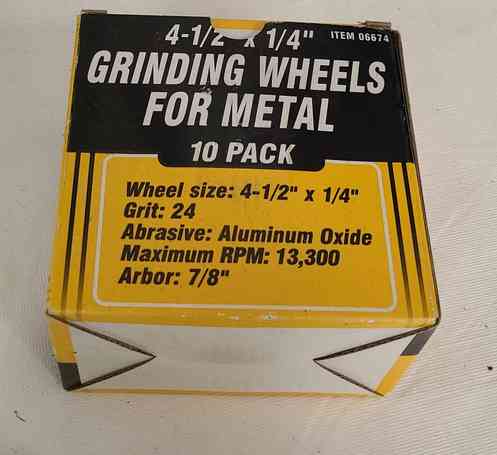 4-1/2" x 1/4"
ITEM 06674
GRINDING WHEELS
FOR METAL
10 PACK
Wheel size: 4-1/2" x 1/4"
Grit: 24
Abrasive: Aluminum Oxide
Maximum RPM: 13,300
Arbor: 7/8"